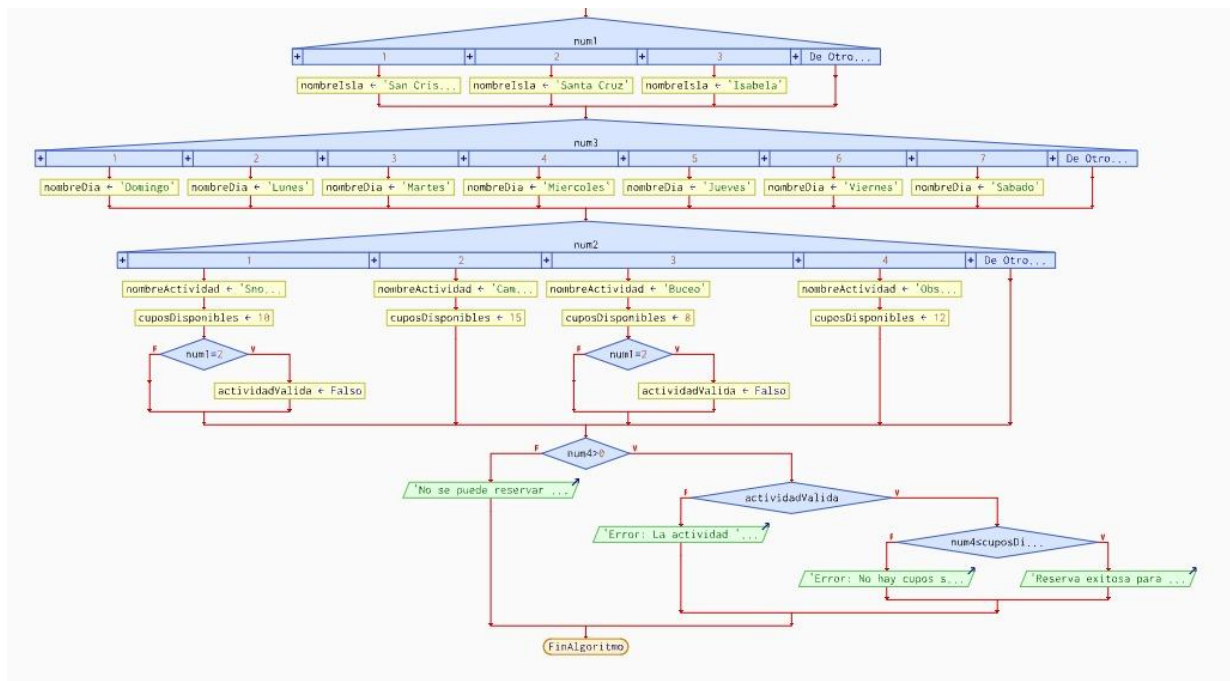 num1
+ 1 + 2 + 3 + De Otro...
nombreIsla ← 'San Cris... nombreIsla ← 'Santa Cruz' nombreIsla ← 'Isabela'
num3
+ 1 + 2 + 3 + 4 + 5 + 6 + 7 + De Otro...
nombreDia ← 'Domingo' nombreDia ← 'Lunes' nombreDia ← 'Martes' nombreDia ← 'Miercoles' nombreDia ← 'Jueves' nombreDia ← 'Viernes' nombreDia ← 'Sabado'
num2
+ 1 + 2 + 3 + 4 + De Otro...
nombreActividad ← 'Sno... nombreActividad ← 'Cam... nombreActividad ← 'Buceo' nombreActividad ← 'Obs...
cuposDisponibles ← 10 cuposDisponibles ← 15 cuposDisponibles ← 8 cuposDisponibles ← 12
F num1=2 V F num1=2 V
actividadValida ← Falso actividadValida ← Falso
F num4>0 V
'No se puede reservar ...
F actividadValida V
'Error: La actividad '...
F num4≤cuposDi... V
'Error: No hay cupos s... 'Reserva exitosa para ...
FinAlgoritmo